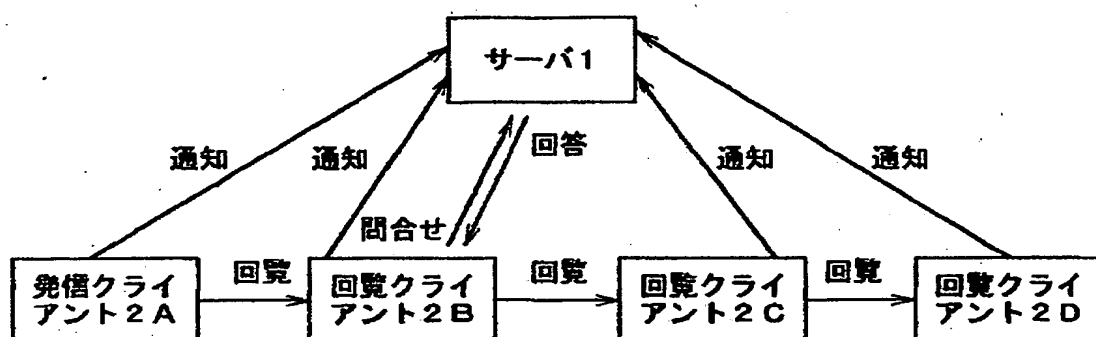 サーバ1
回答
通知
通知
通知
通知
問合せ
回覧
回覧
回覧
発信クライ
アント2A
回覧クライ
アント2B
回覧クライ
アント2C
回覧クライ
アント2D